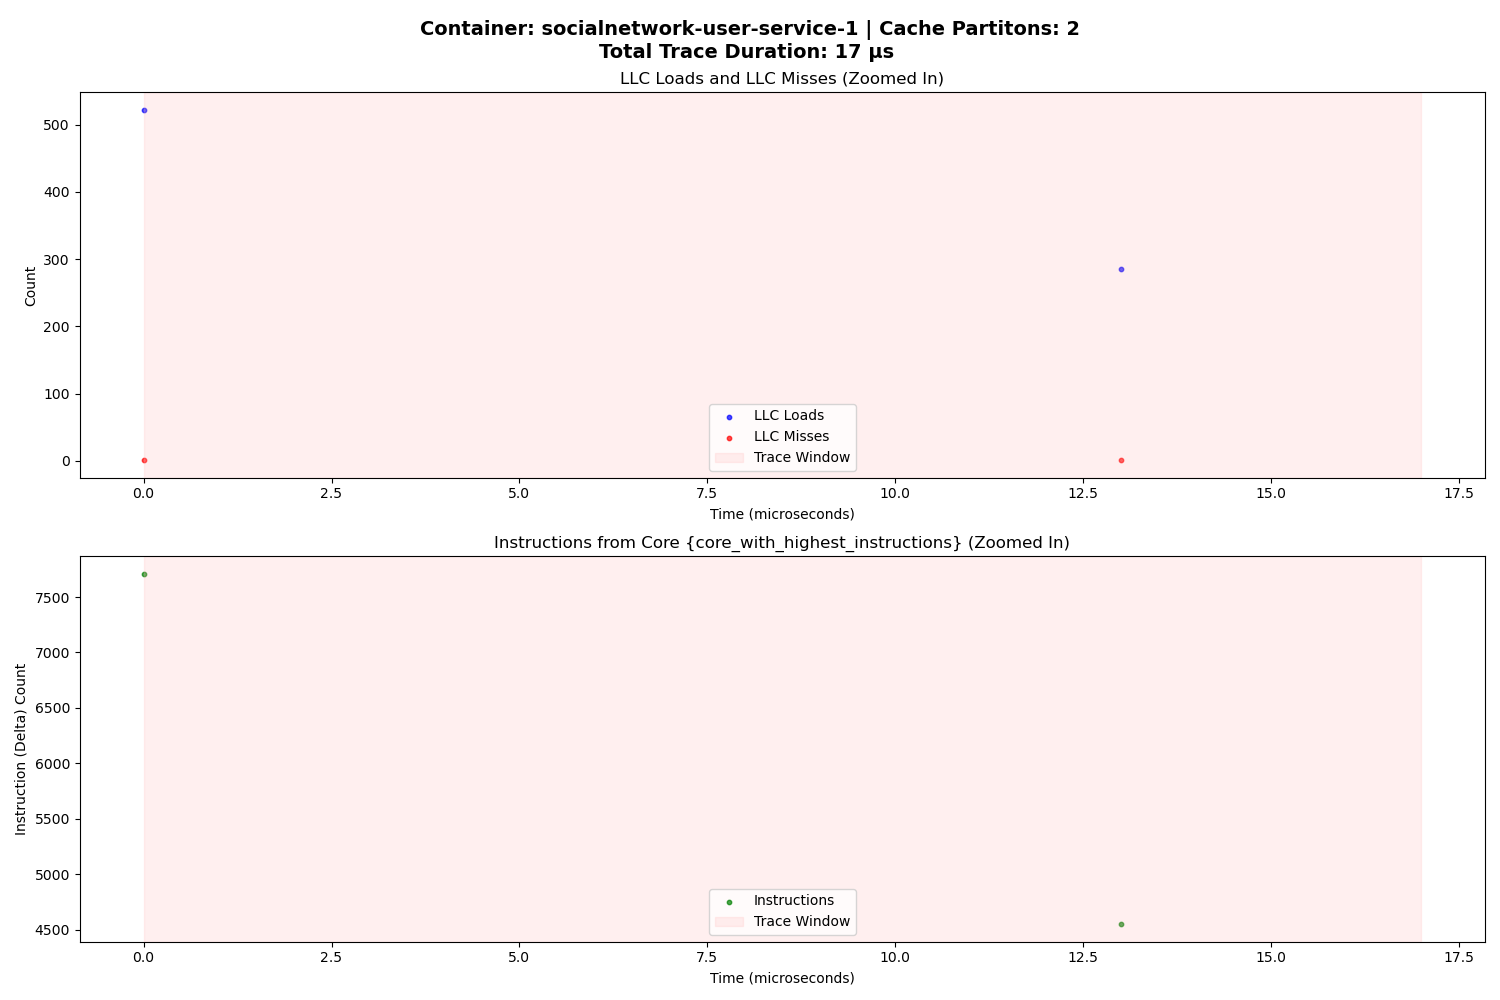 Container: socialnetwork-user-service-1 | Cache Partitons: 2
Total Trace Duration: 17 µs
LLC Loads and LLC Misses (Zoomed In)
500
400
300
200
100
0
Count
LLC Loads
LLC Misses
Trace Window
0.0 2.5 5.0 7.5 10.0 12.5 15.0 17.5
Time (microseconds)
Instructions from Core {core_with_highest_instructions} (Zoomed In)
7500
7000
6500
6000
5500
5000
4500
Instruction (Delta) Count
Instructions
Trace Window
0.0 2.5 5.0 7.5 10.0 12.5 15.0 17.5
Time (microseconds)